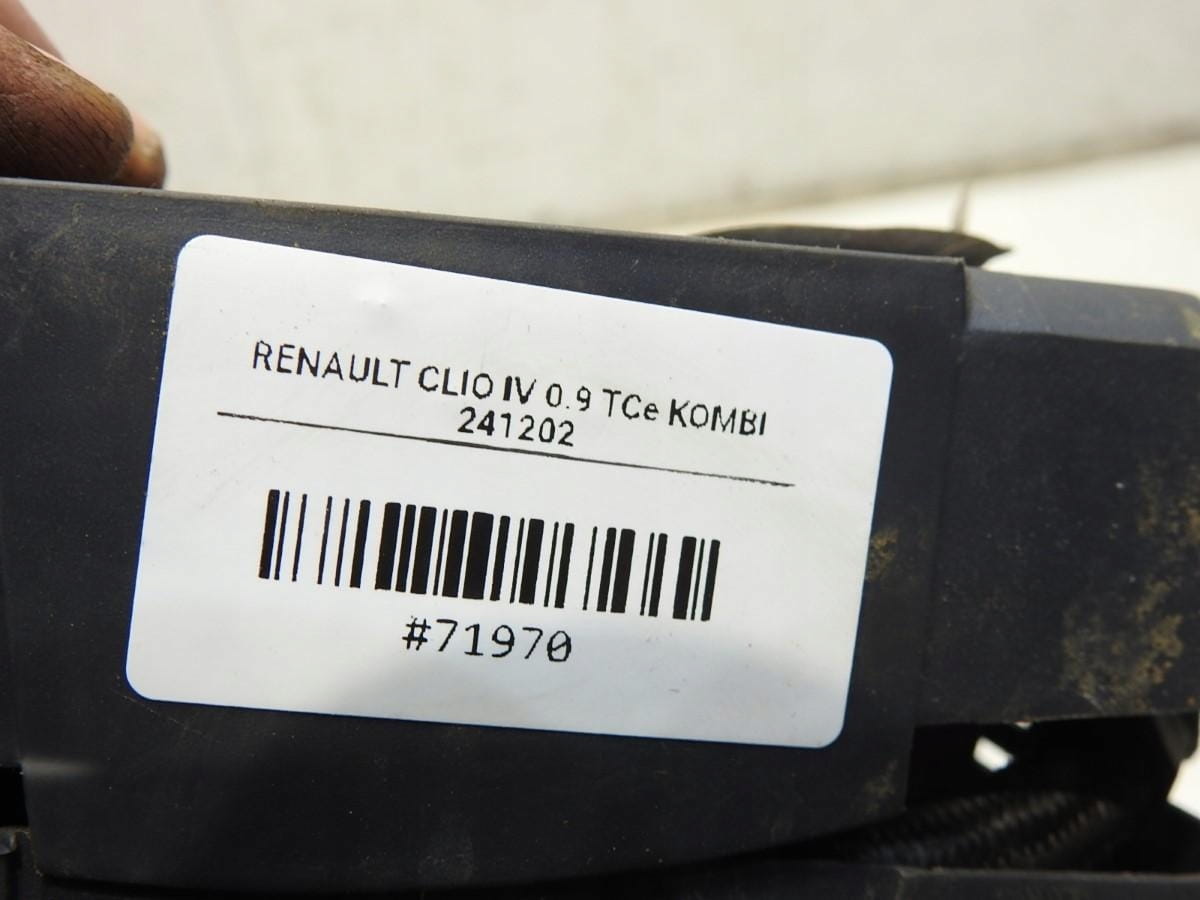 RENAULT CLIO IV 0.9 TCe KOMBI
241202
#71970